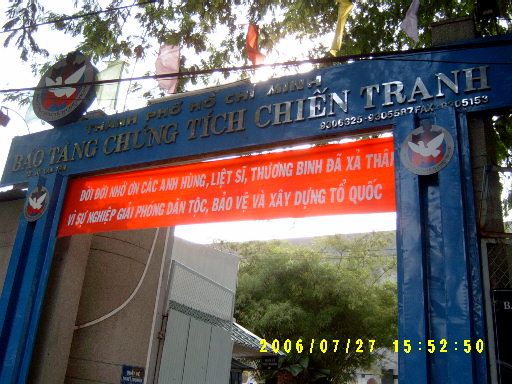 THÀNH PHỐ HỒ CHÍ MINH
BẢO TÀNG CHỨNG TÍCH CHIẾN TRANH
9306325-9305587 FAX:9305153
ĐỜI ĐỜI NHỚ ƠN CÁC ANH HÙNG, LIỆT SĨ, THƯƠNG BINH ĐÃ XẢ THÂN
VÌ SỰ NGHIỆP GIẢI PHÓNG DÂN TỘC, BẢO VỆ VÀ XÂY DỰNG TỔ QUỐC
2006/07/27 15:52:50